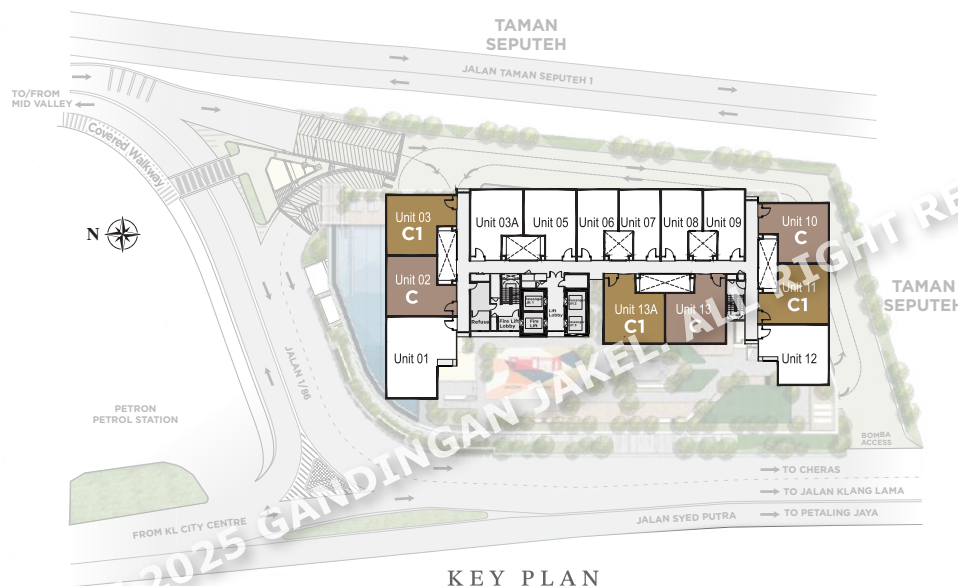 TAMAN
SEPUTEH
JALAN TAMAN SEPUTEH 1
TO/FROM
MID VALLEY
Covered Walkway
N
Unit 03
C1
Unit 03A
Unit 05
Unit 06
Unit 07
Unit 08
Unit 09
Unit 10
C
Unit 02
C
Unit 11
C1
TAMAN
SEPUTEH
Unit 13A
C1
Unit 13
C
Refuse
Fire Lift
Lobby
Fire
Lift
Lift
Lobby
Unit 01
Unit 12
JALAN 1/86
PETRON
PETROL STATION
BOMBA
ACCESS
TO CHERAS
TO JALAN KLANG LAMA
TO PETALING JAYA
FROM KL CITY CENTRE
JALAN SYED PUTRA
2025 GANDINGAN JAKEL. ALL RIGHT RE
KEY PLAN